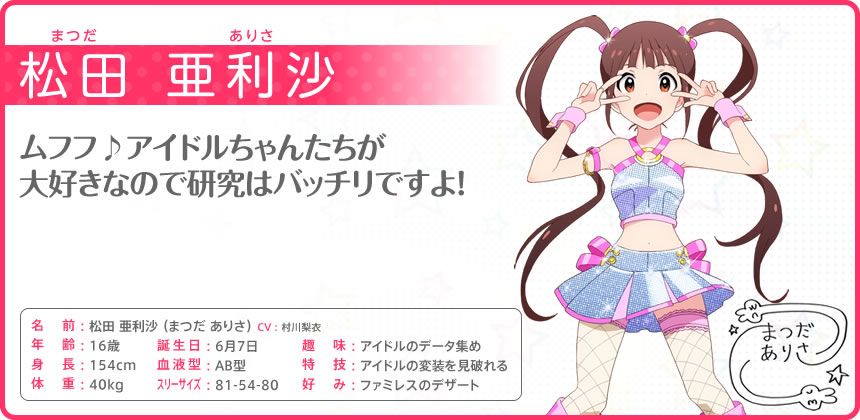 まつだ ありさ
松田 亜利沙
ムフフ♪アイドルちゃんたちが
大好きなので研究はバッチリですよ!
名 前:松田 亜利沙(まつだ ありさ) CV:村川梨衣
年 齢:16歳 誕生日:6月7日 趣 味:アイドルのデータ集め
身 長:154cm 血液型:AB型 特 技:アイドルの変装を見破れる
体 重:40kg スリーサイズ:81-54-80 好 み:ファミレスのデザート
まつだ
ありさ